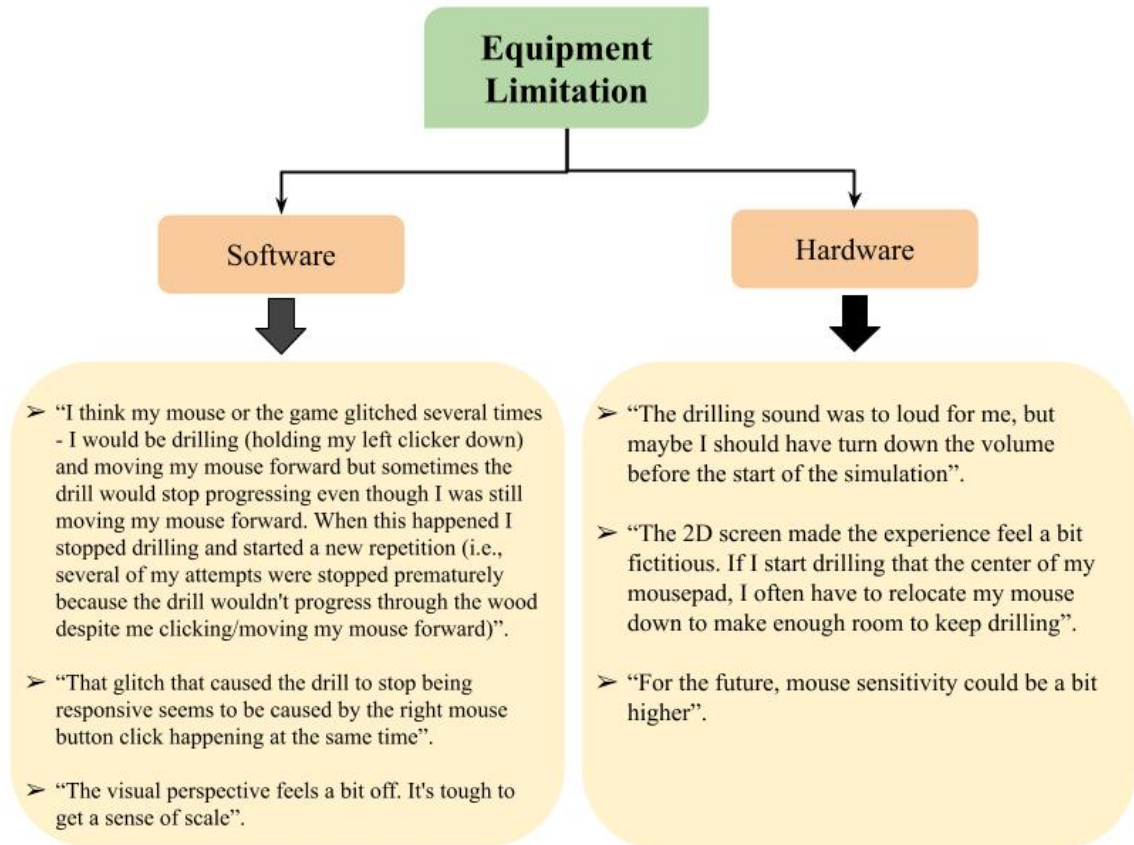 Equipment
Limitation
Software
Hardware
➢ “I think my mouse or the game glitched several times
- I would be drilling (holding my left clicker down)
and moving my mouse forward but sometimes the
drill would stop progressing even though I was still
moving my mouse forward. When this happened I
stopped drilling and started a new repetition (i.e.,
several of my attempts were stopped prematurely
because the drill wouldn't progress through the wood
despite me clicking/moving my mouse forward)”.
➢ “That glitch that caused the drill to stop being
responsive seems to be caused by the right mouse
button click happening at the same time”.
➢ “The visual perspective feels a bit off. It's tough to
get a sense of scale”.
➢ “The drilling sound was to loud for me, but
maybe I should have turn down the volume
before the start of the simulation”.
➢ “The 2D screen made the experience feel a bit
fictitious. If I start drilling that the center of my
mousepad, I often have to relocate my mouse
down to make enough room to keep drilling”.
➢ “For the future, mouse sensitivity could be a bit
higher”.